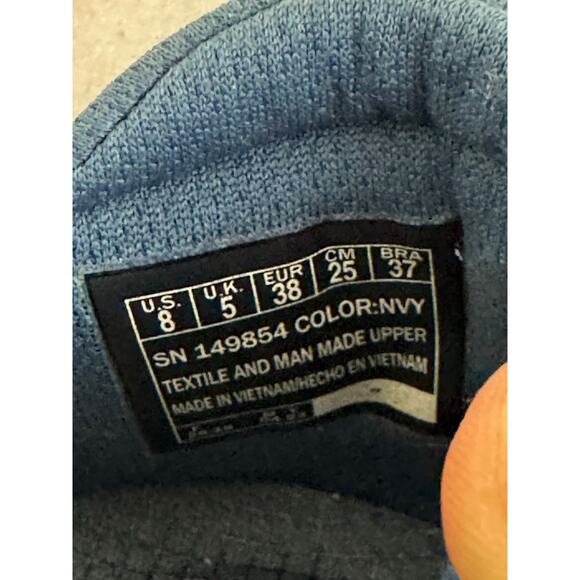 U.S. U.K. EUR CM BRA
8 5 38 25 37
SN 149854 COLOR:NVY
TEXTILE AND MAN MADE UPPER
MADE IN VIETNAM/HECHO EN VIETNAM